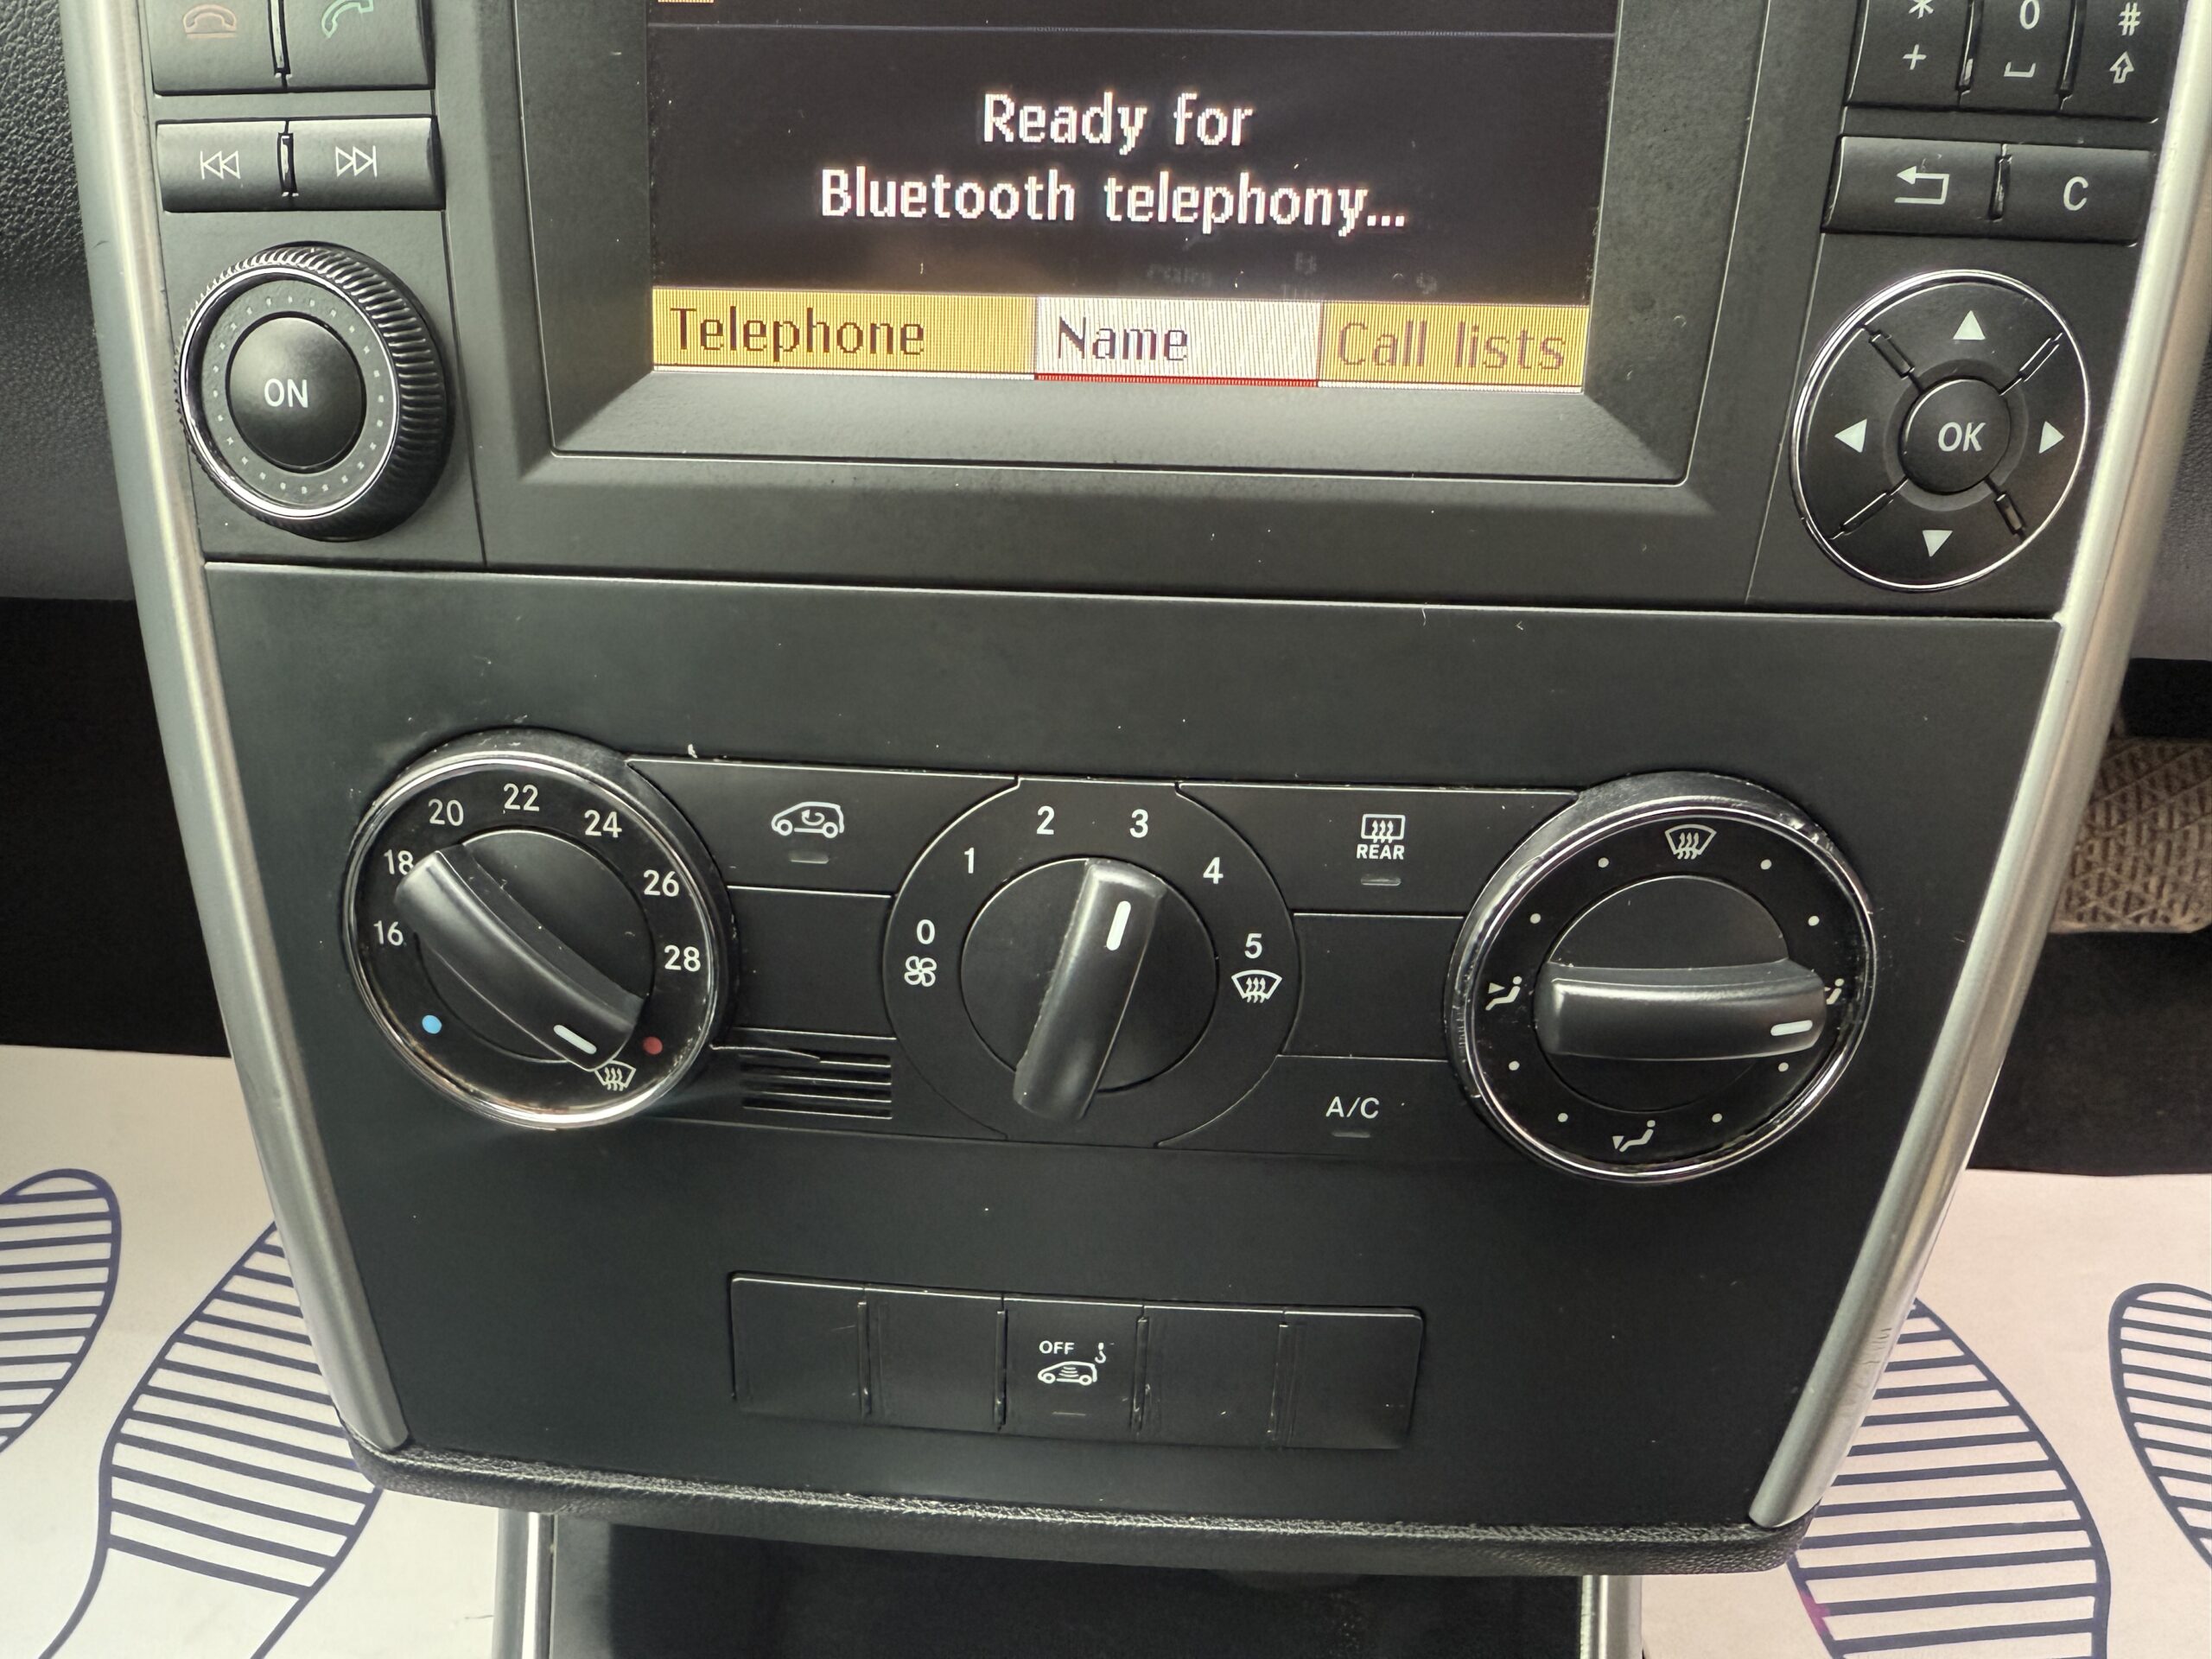 * 0 #
+
Ready for
Bluetooth telephony...
C
Telephone Name Call lists
ON
OK
16 18 20 22 24 26 28
0 1 2 3 4 5
REAR
A/C
OFF